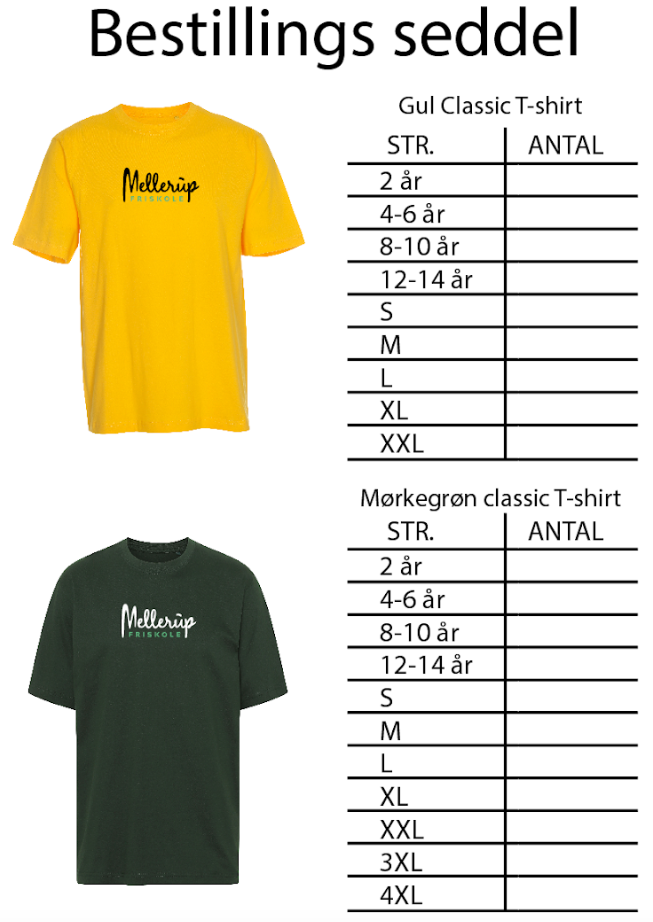 Bestillings seddel
Mellerùp
FRISKOLE
Gul Classic T-shirt
STR. ANTAL
2 år
4-6 år
8-10 år
12-14 år
S
M
L
XL
XXL
Mellerùp
FRISKOLE
Mørkegrøn classic T-shirt
STR. ANTAL
2 år
4-6 år
8-10 år
12-14 år
S
M
L
XL
XXL
3XL
4XL